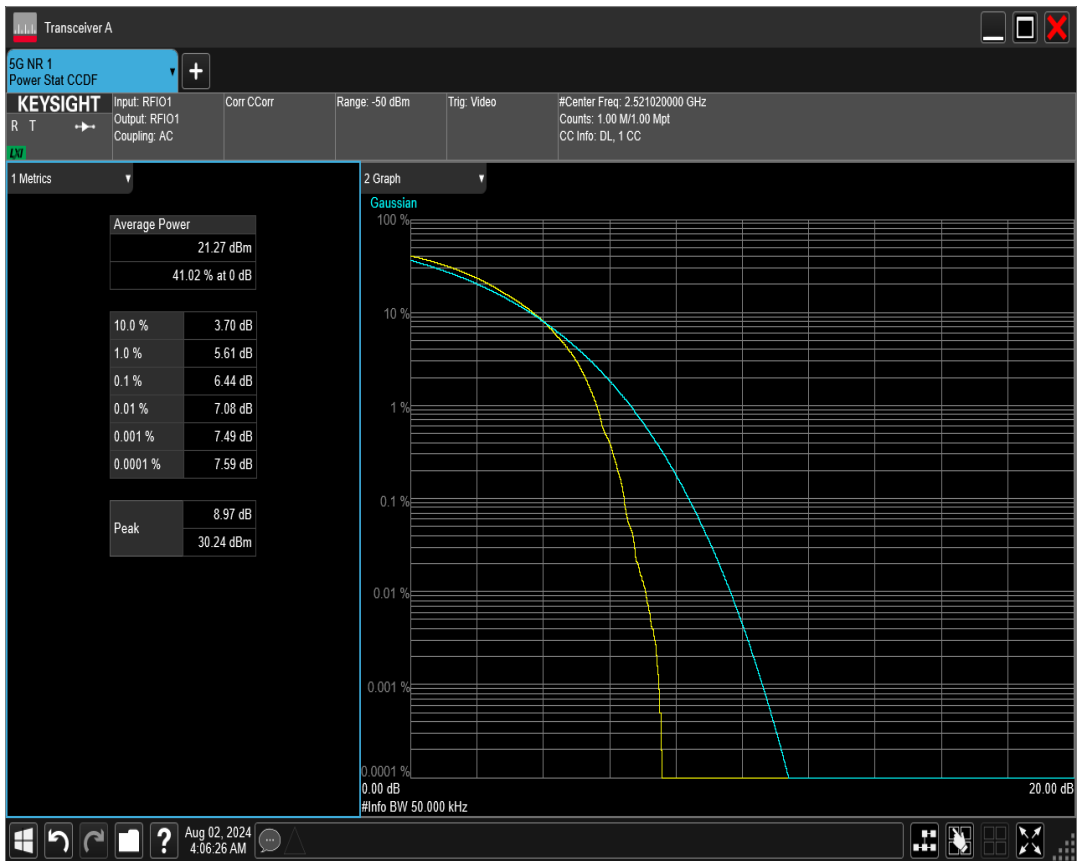 Transceiver A
5G NR 1
Power Stat CCDF
KEYSIGHT
R T
LXI
Input: RFIO1
Output: RFIO1
Coupling: AC
Corr CCorr
Range: -50 dBm
Trig: Video
#Center Freq: 2.521020000 GHz
Counts: 1.00 M/1.00 Mpt
CC Info: DL, 1 CC
1 Metrics
Average Power
21.27 dBm
41.02 % at 0 dB
10.0 % 3.70 dB
1.0 % 5.61 dB
0.1 % 6.44 dB
0.01 % 7.08 dB
0.001 % 7.49 dB
0.0001 % 7.59 dB
Peak 8.97 dB
30.24 dBm
2 Graph
Gaussian
100 %
10 %
1 %
0.1 %
0.01 %
0.001 %
0.0001 %
0.00 dB 20.00 dB
#Info BW 50.000 kHz
Aug 02, 2024
4:06:26 AM